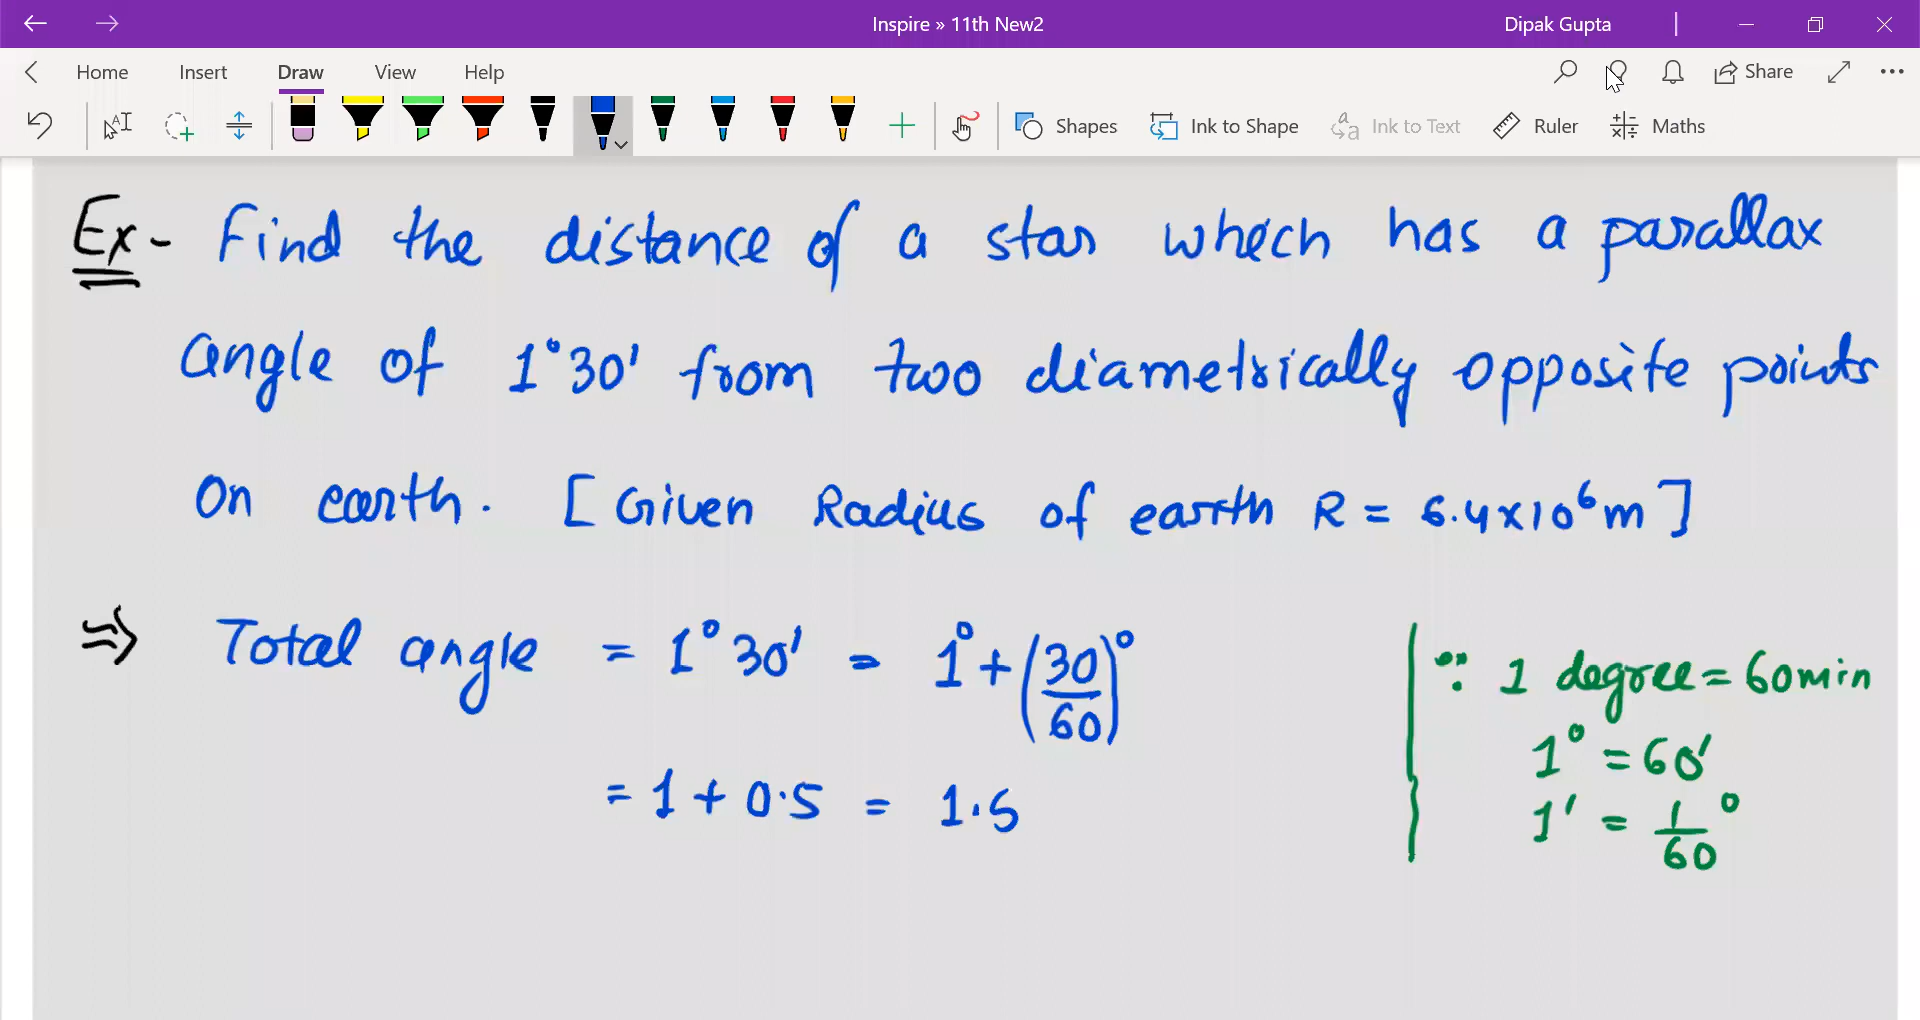 Inspire » 11th New2
Dipak Gupta
Home Insert Draw View Help
Share
Shapes Ink to Shape Ink to Text Ruler Maths
Ex- Find the distance of a star which has a parallax
angle of 1°30' from two diametrically opposite points
on earth. [Given Radius of earth R = 6.4x10⁶m]
⇒ Total angle = 1°30' = 1°+(30/60)°
= 1 + 0.5 = 1.5
∵ 1 degree = 60min
1° = 60'
1' = 1/60°